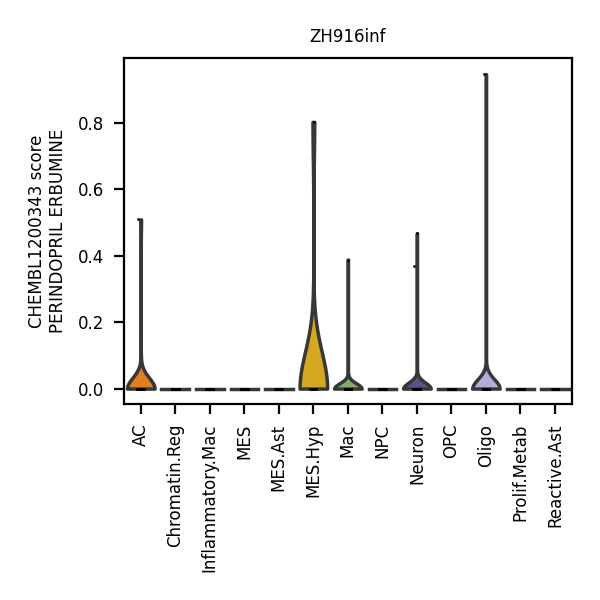 ZH916inf
CHEMBL1200343 score
PERINDOPRIL ERBUMINE
0.8
0.6
0.4
0.2
0.0
AC
Chromatin.Reg
Inflammatory.Mac
MES
MES.Ast
MES.Hyp
Mac
NPC
Neuron
OPC
Oligo
Prolif.Metab
Reactive.Ast